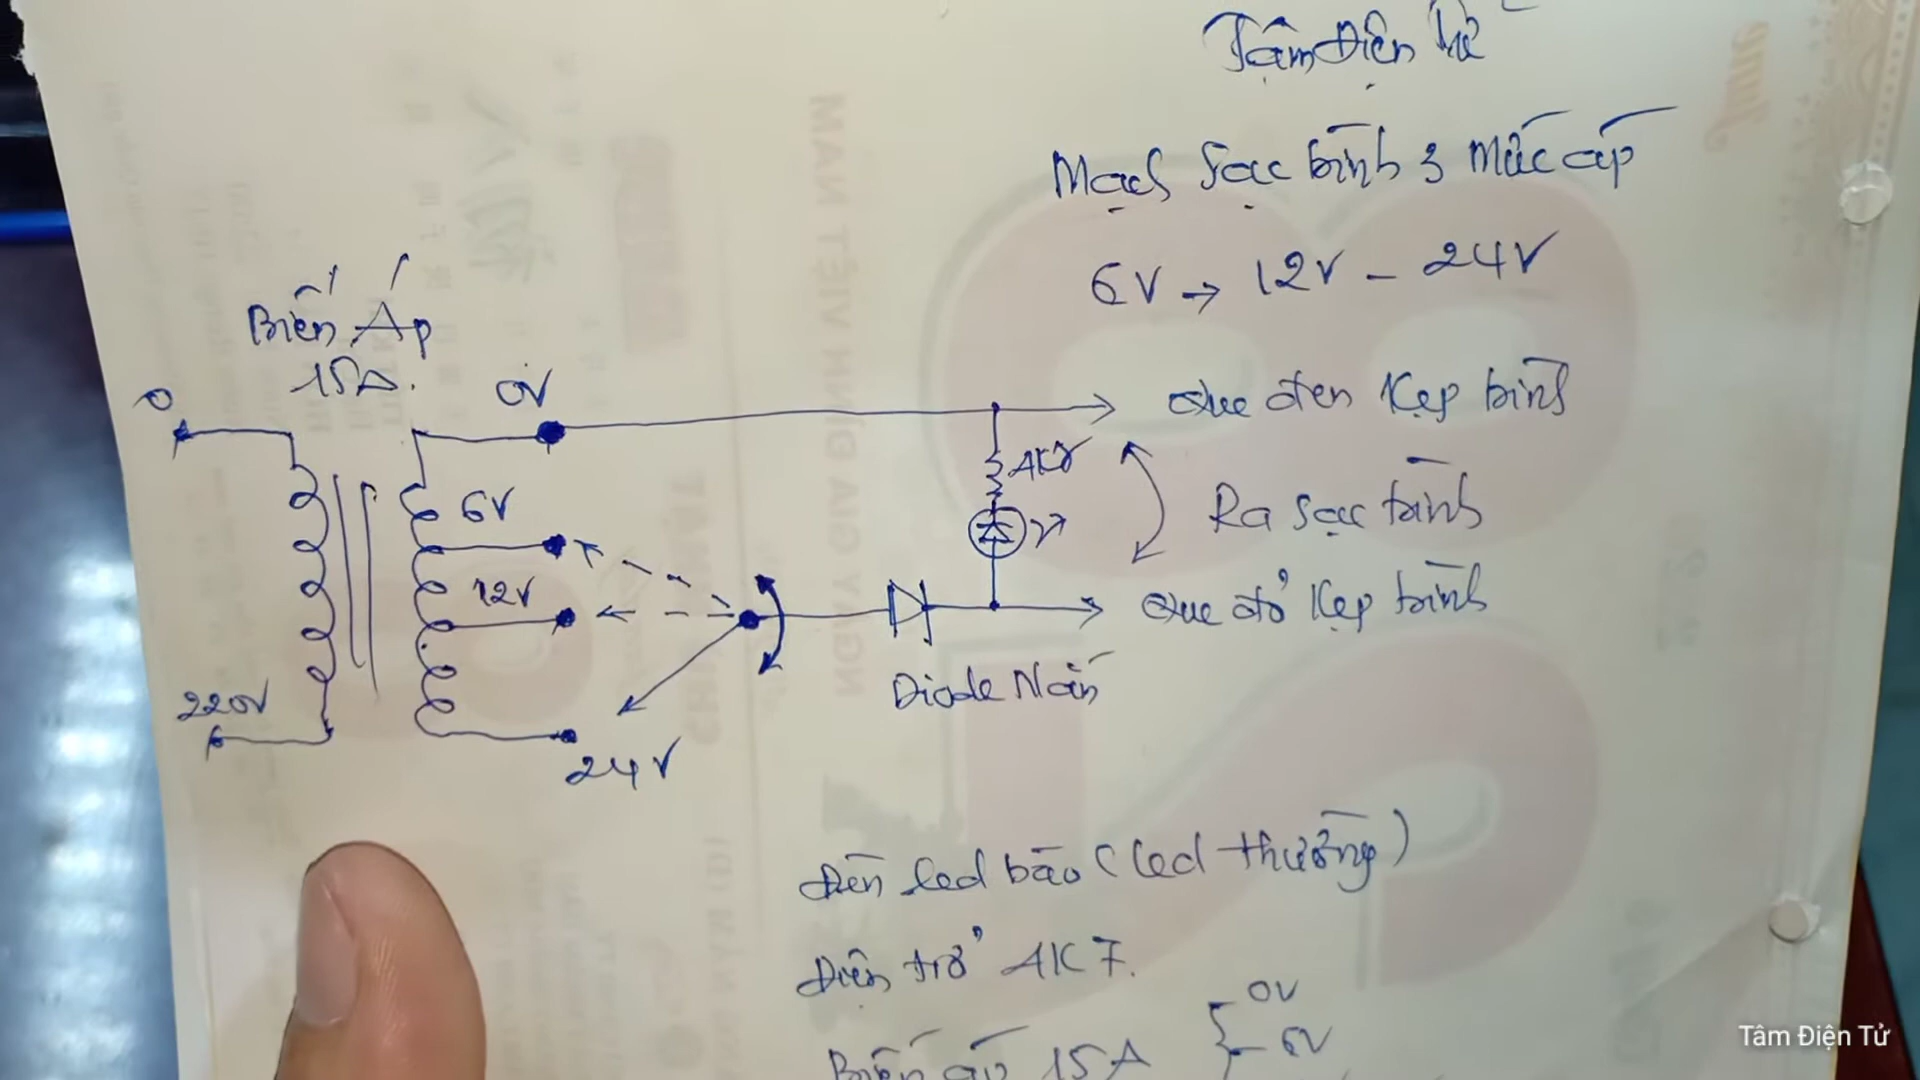 Tâm Điện tử
Mạch Sạc bình 3 Mức áp
6V → 12V - 24V
Biến Áp
15A.
0
0V
Que đen Kẹp bình
6V
Ra sạc bình
12V
Que đỏ Kẹp bình
220V
Diode Nắn
24V
Đèn led báo (led thường)
Điện trở 4K7.
Biến áp 15A
0V
6V
Tâm Điện Tử